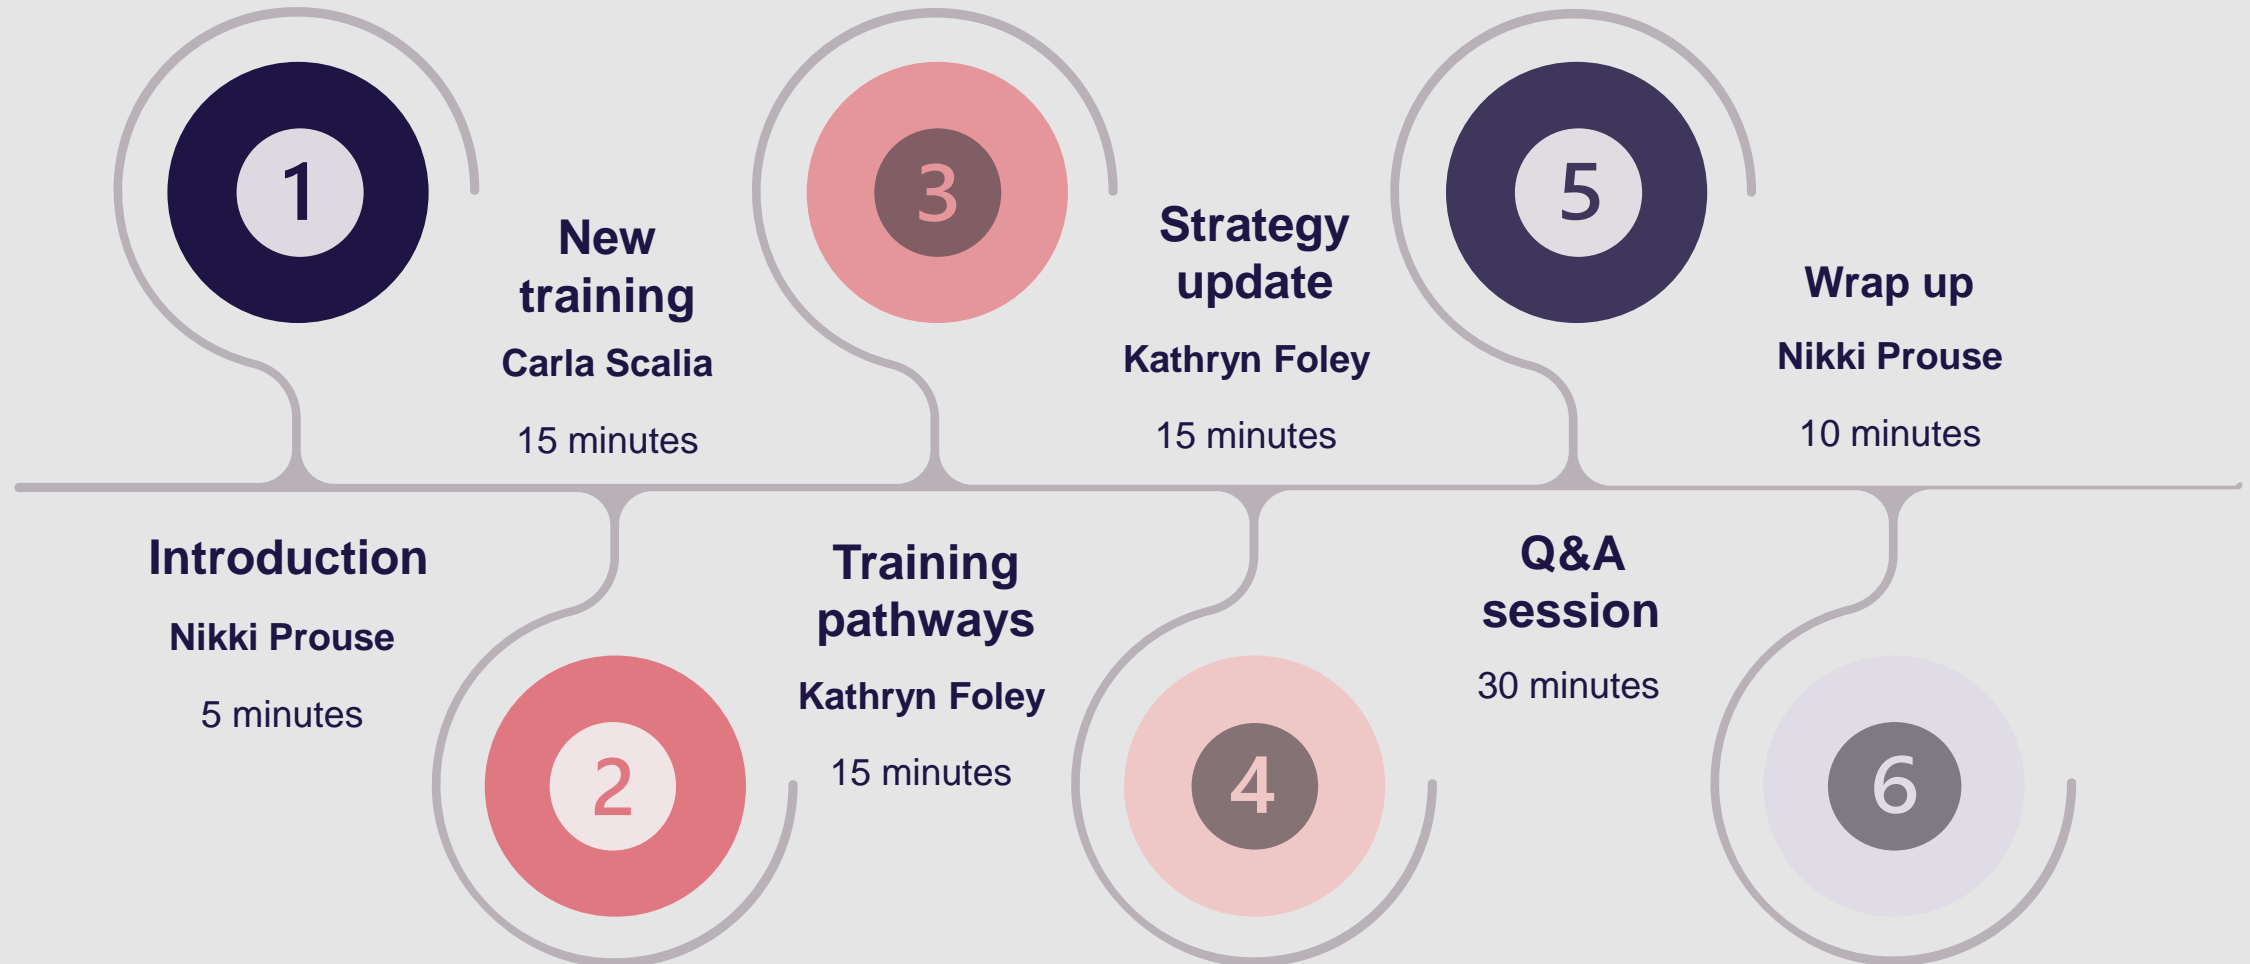 1
Introduction
Nikki Prouse
5 minutes
2
New
training
Carla Scalia
15 minutes
3
Training
pathways
Kathryn Foley
15 minutes
4
Strategy
update
Kathryn Foley
15 minutes
5
Q&A
session
30 minutes
6
Wrap up
Nikki Prouse
10 minutes